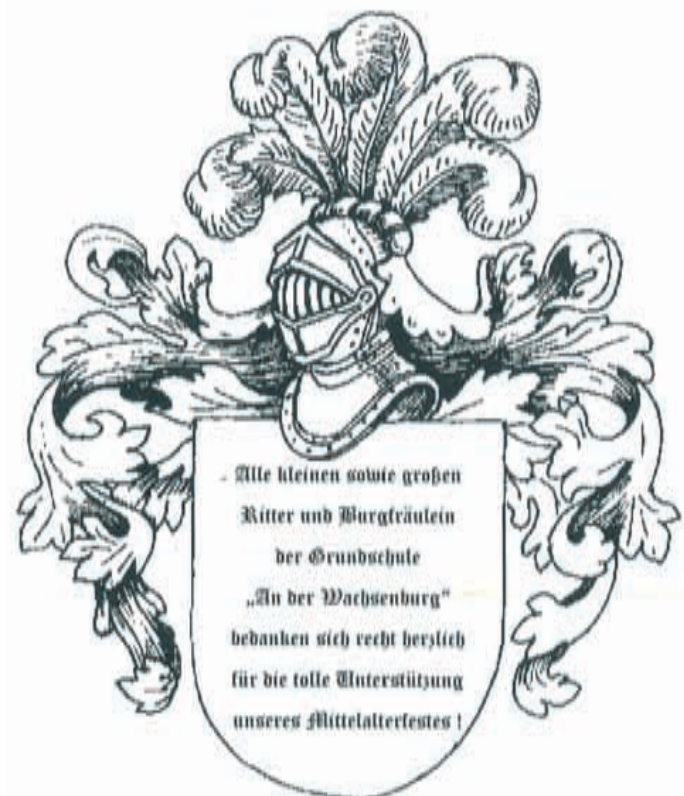 Alle kleinen sowie großen
Ritter und Burgfräulein
der Grundschule
„An der Wachsenburg“
bedanken sich recht herzlich
für die tolle Unterstützung
unseres Mittelalterfestes !